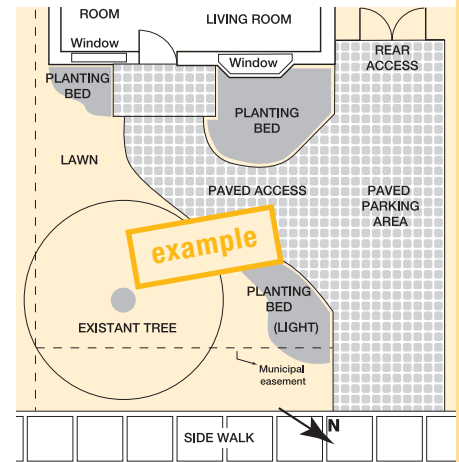 ROOM
LIVING ROOM
Window
Window
REAR
ACCESS
PLANTING
BED
PLANTING
BED
LAWN
PAVED ACCESS
PAVED
PARKING
AREA
example
PLANTING
BED
(LIGHT)
EXISTANT TREE
Municipal
easement
N
SIDE WALK